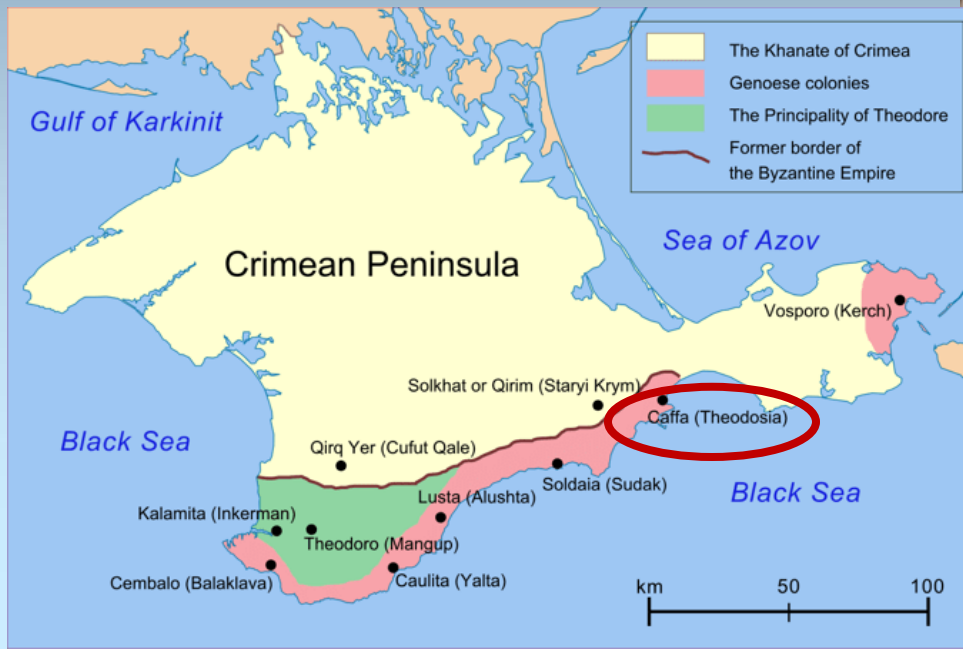 The Khanate of Crimea
Genoese colonies
The Principality of Theodore
Former border of
the Byzantine Empire
Gulf of Karkinit
Sea of Azov
Crimean Peninsula
Vosporo (Kerch)
Solkhat or Qirim (Staryi Krym)
Caffa (Theodosia)
Black Sea
Qirq Yer (Cufut Qale)
Soldaia (Sudak)
Black Sea
Lusta (Alushta)
Kalamita (Inkerman)
Theodoro (Mangup)
Cembalo (Balaklava)
Caulita (Yalta)
km 50 100